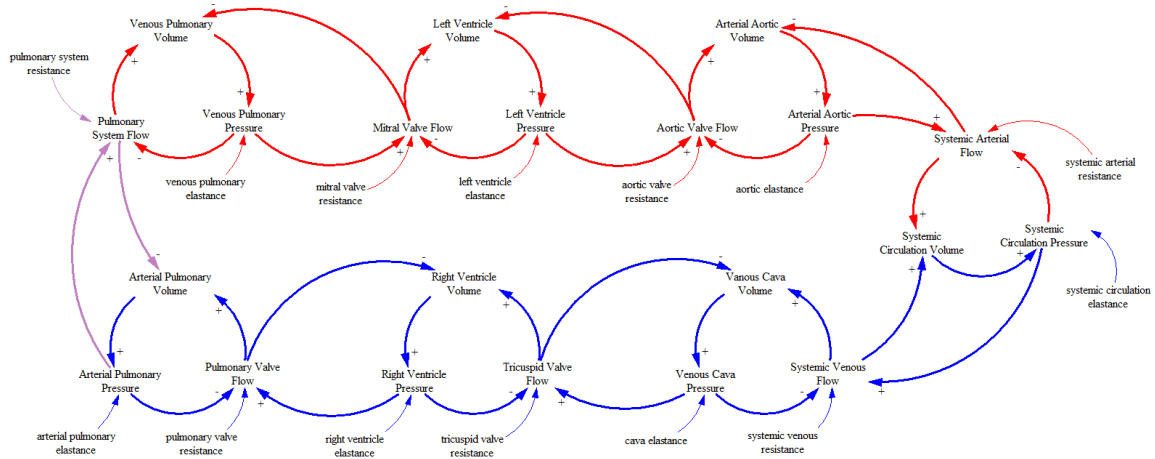 Venous Pulmonary
Volume
Left Ventricle
Volume
Arterial Aortic
Volume
pulmonary system
resistance
Pulmonary
System Flow
Venous Pulmonary
Pressure
Mitral Valve Flow
Left Ventricle
Pressure
Aortic Valve Flow
Arterial Aortic
Pressure
Systemic Arterial
Flow
systemic arterial
resistance
venous pulmonary
elastance
mitral valve
resistance
left ventricle
elastance
aortic valve
resistance
aortic elastance
Systemic
Circulation Volume
Systemic
Circulation Pressure
systemic circulation
elastance
Arterial Pulmonary
Volume
Right Ventricle
Volume
Vanous Cava
Volume
Arterial Pulmonary
Pressure
Pulmonary Valve
Flow
Right Ventricle
Pressure
Tricuspid Valve
Flow
Venous Cava
Pressure
Systemic Venous
Flow
arterial pulmonary
elastance
pulmonary valve
resistance
right ventricle
elastance
tricuspid valve
resistance
cava elastance
systemic venous
resistance